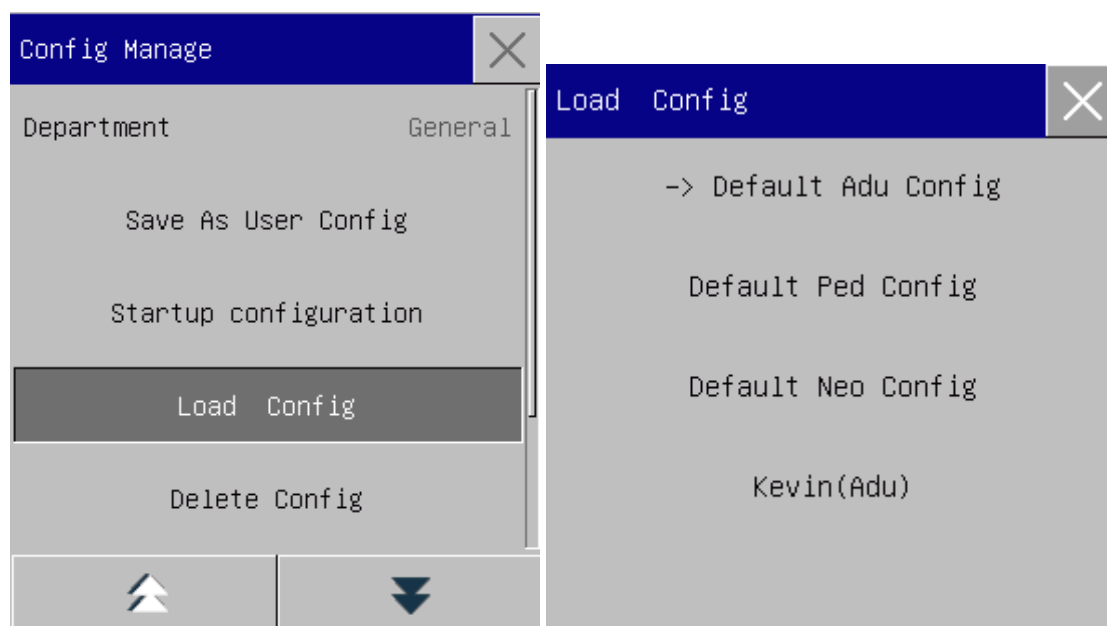 Config Manage
Department General
Save As User Config
Startup configuration
Load Config
Delete Config
Load Config
-> Default Adu Config
Default Ped Config
Default Neo Config
Kevin(Adu)